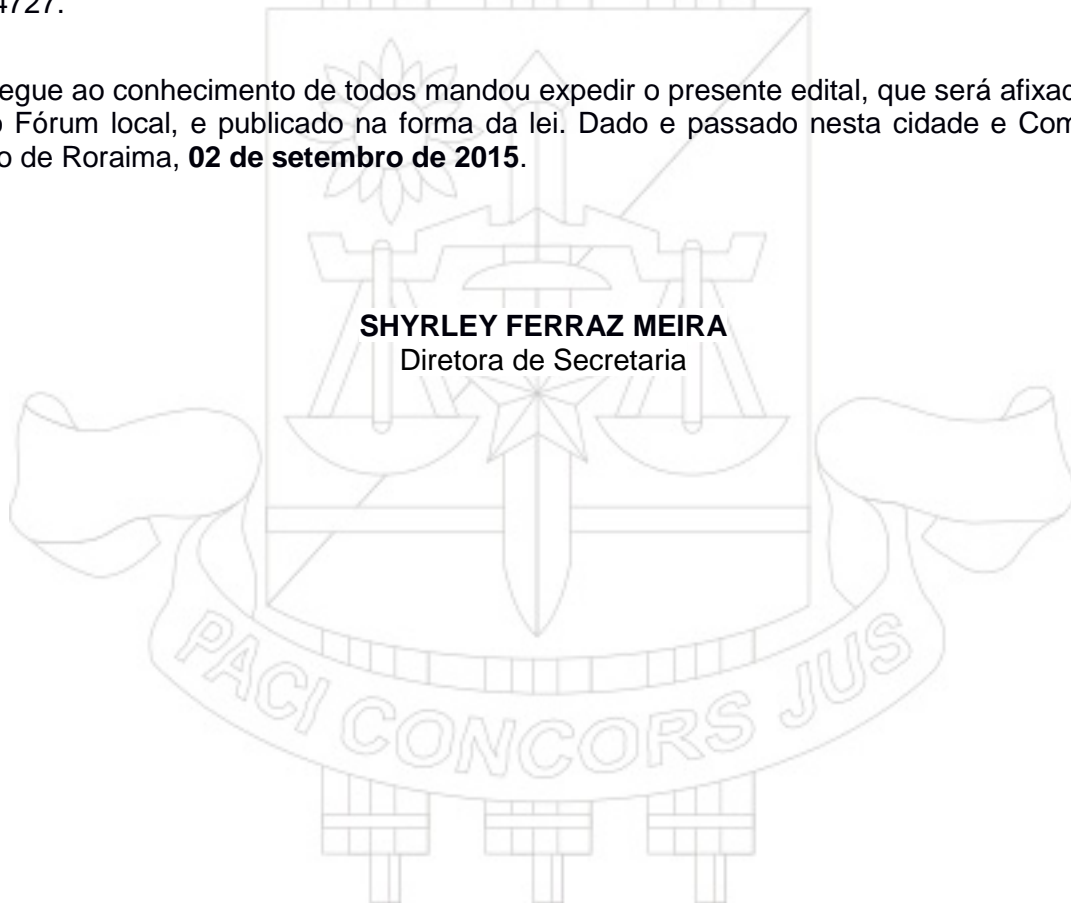 4727.
egue ao conhecimento de todos mandou expedir o presente edital, que será afixad
o Fórum local, e publicado na forma da lei. Dado e passado nesta cidade e Com
o de Roraima, 02 de setembro de 2015.
SHYRLEY FERRAZ MEIRA
Diretora de Secretaria
PACI CONCORS JUS